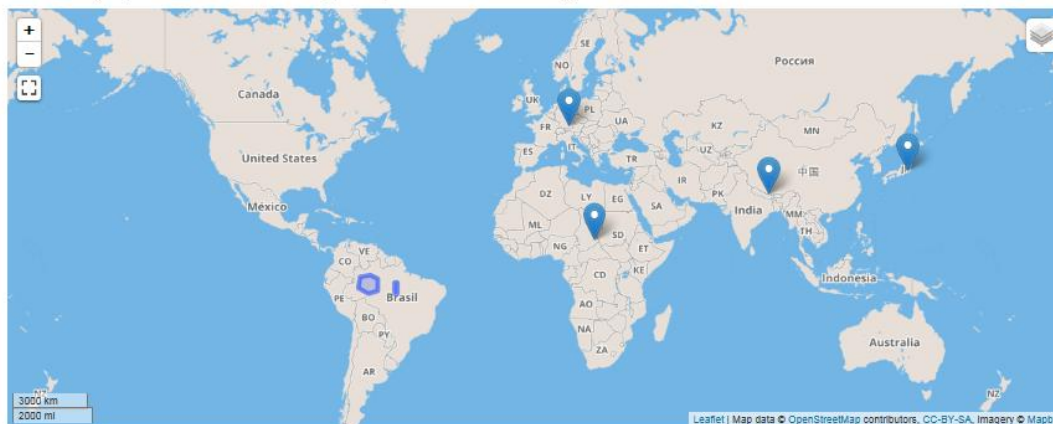 +
−
Canada
United States
México
VE
CO
PE
Brasil
BO
PY
AR
SE
NO
UK
PL
UA
FR
IT
ES
TR
DZ
LY
EG
ML
NG
SD
SA
ET
KE
CD
AO
NA
ZA
Россия
KZ
MN
UZ
IR
PK
中国
India
MM
TH
Indonesia
Australia
NZ
NZ
3000 km
2000 mi
Leaflet | Map data © OpenStreetMap contributors, CC-BY-SA, Imagery © Mapb